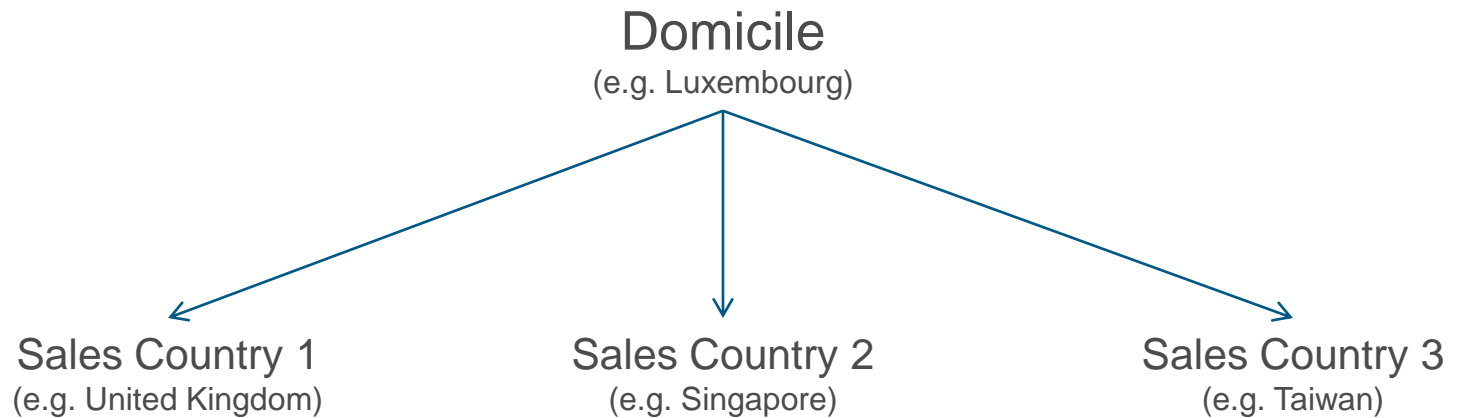 Domicile
(e.g. Luxembourg)
Sales Country 1
(e.g. United Kingdom)
Sales Country 2
(e.g. Singapore)
Sales Country 3
(e.g. Taiwan)